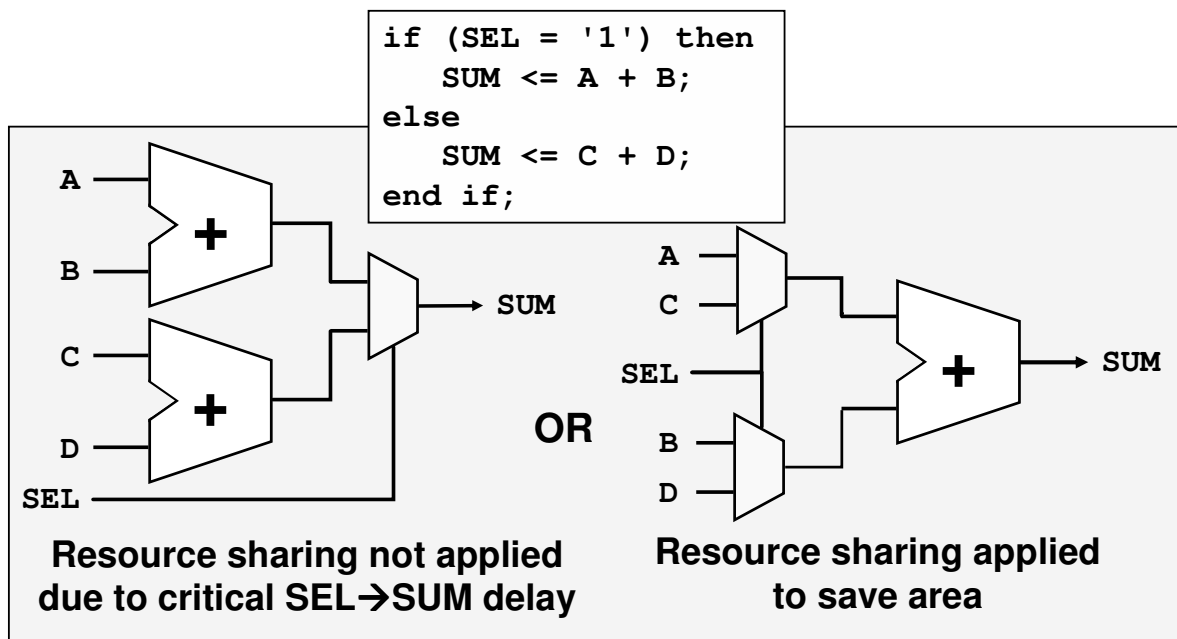 if (SEL = '1') then
   SUM <= A + B;
else
   SUM <= C + D;
end if;
A
B
C
D
SEL
+
+
SUM
OR
A
C
SEL
B
D
+
SUM
Resource sharing not applied
due to critical SEL→SUM delay
Resource sharing applied
to save area